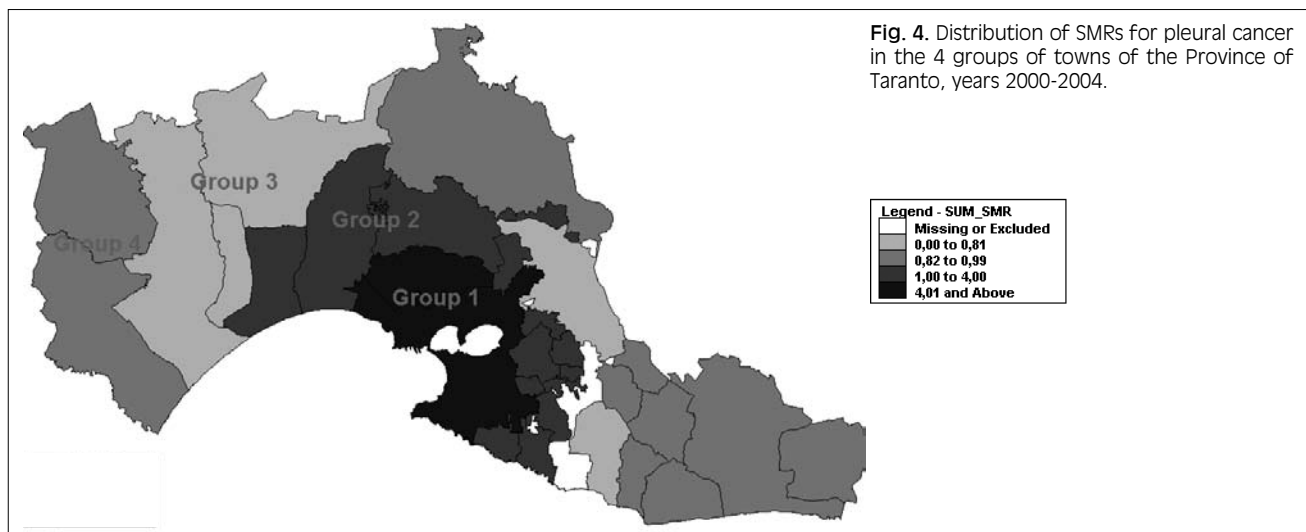 Fig. 4. Distribution of SMRs for pleural cancer
in the 4 groups of towns of the Province of
Taranto, years 2000-2004.
Group 3
Group 2
Group 4
Group 1
Legend - SUM_SMR
Missing or Excluded
0,00 to 0,81
0,82 to 0,99
1,00 to 4,00
4,01 and Above